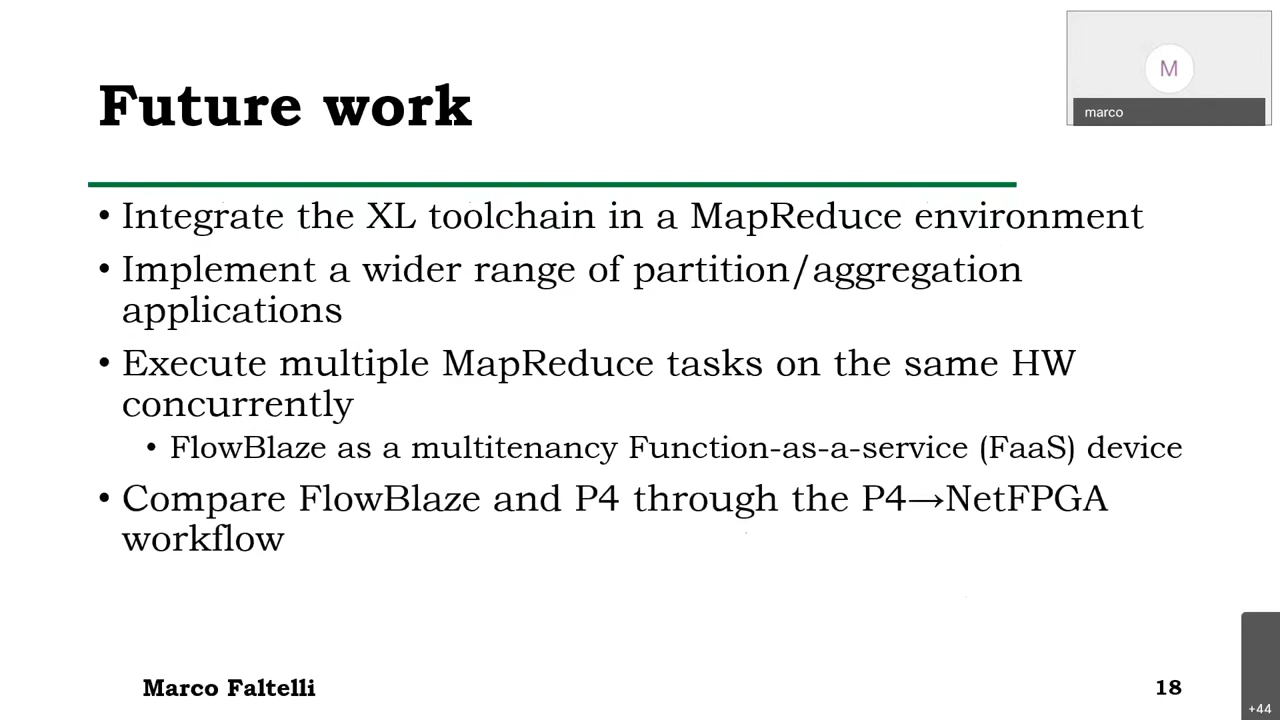 M
marco
Future work
• Integrate the XL toolchain in a MapReduce environment
• Implement a wider range of partition/aggregation
applications
• Execute multiple MapReduce tasks on the same HW
concurrently
• FlowBlaze as a multitenancy Function-as-a-service (FaaS) device
• Compare FlowBlaze and P4 through the P4→NetFPGA
workflow
Marco Faltelli
18
+44